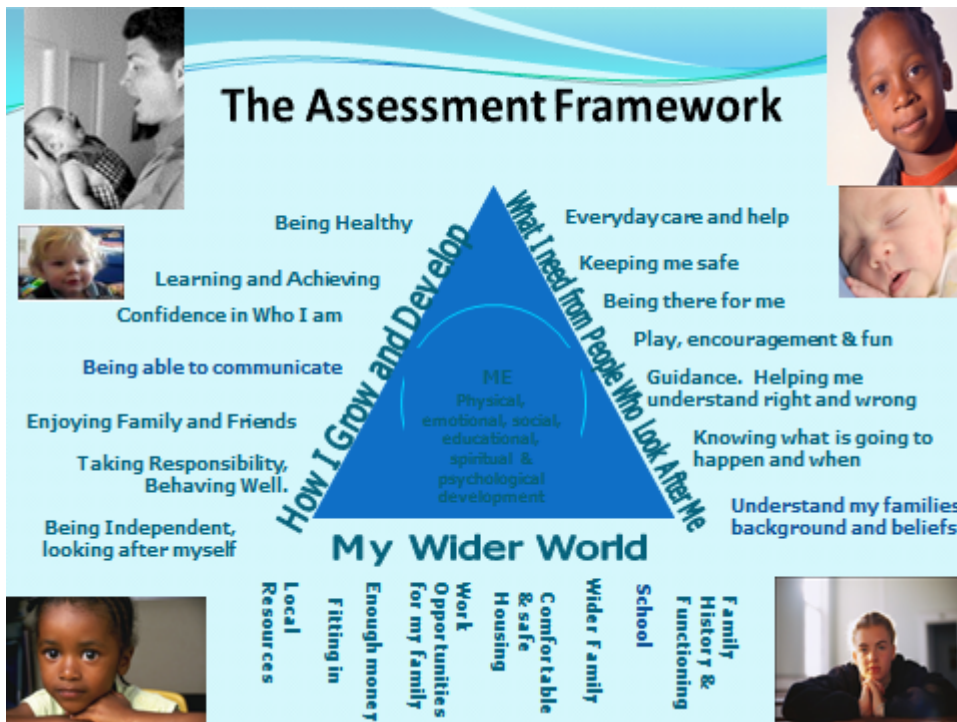 The Assessment Framework
Being Healthy
Learning and Achieving
Confidence in Who I am
Being able to communicate
Enjoying Family and Friends
Taking Responsibility,
Behaving Well.
Being Independent,
looking after myself
How I Grow and Develop
What I need from People Who Look After Me
Everyday care and help
Keeping me safe
Being there for me
Play, encouragement & fun
Guidance. Helping me
understand right and wrong
Knowing what is going to
happen and when
Understand my families
background and beliefs
ME
Physical,
emotional, social,
educational,
spiritual &
psychological
development
My Wider World
Local
Resources
Fitting in
Enough money
Work
Opportunities
for my family
Comfortable
& safe
Housing
Wider Family
School
Family
History &
Functioning